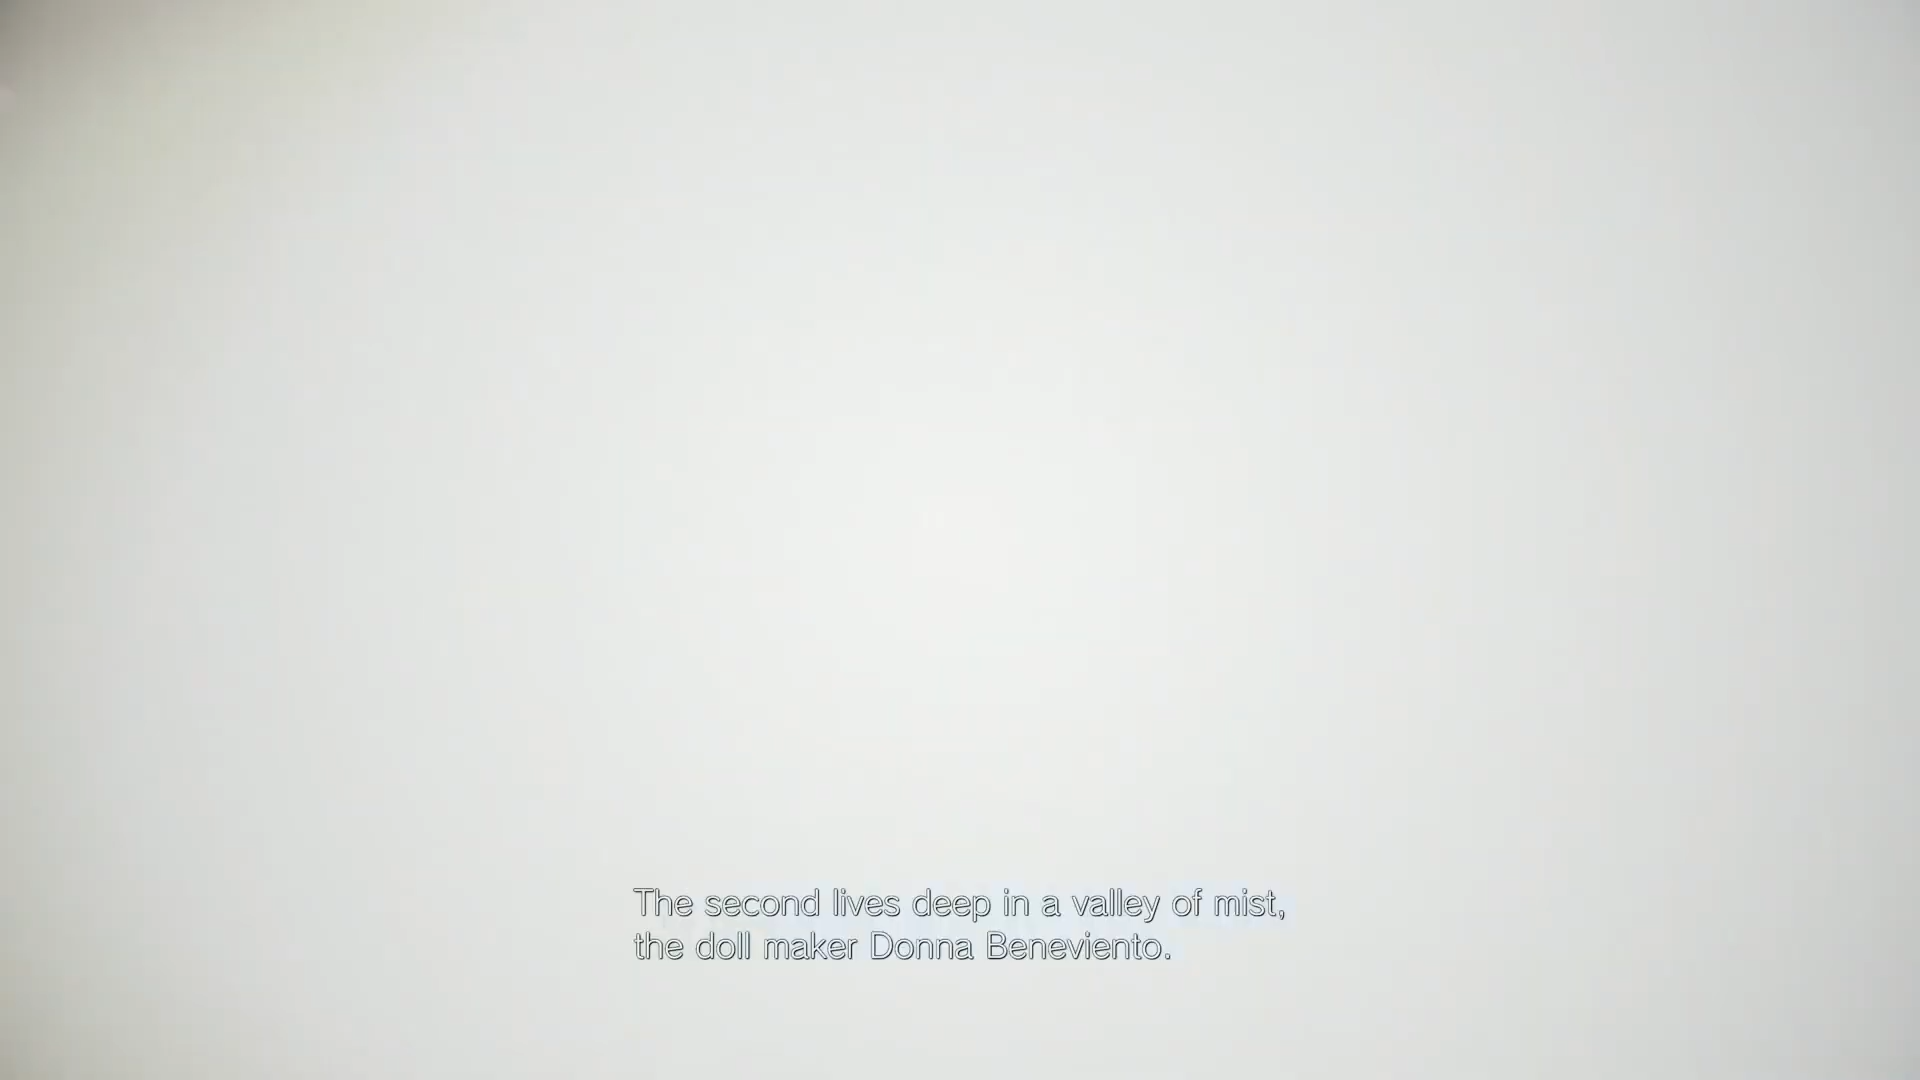 The second lives deep in a valley of mist,
the doll maker Donna Beneviento.